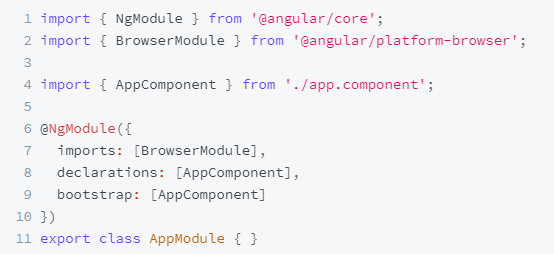 1 import { NgModule } from '@angular/core';
2 import { BrowserModule } from '@angular/platform-browser';
3
4 import { AppComponent } from './app.component';
5
6 @NgModule({
7   imports: [BrowserModule],
8   declarations: [AppComponent],
9   bootstrap: [AppComponent]
10 })
11 export class AppModule { }